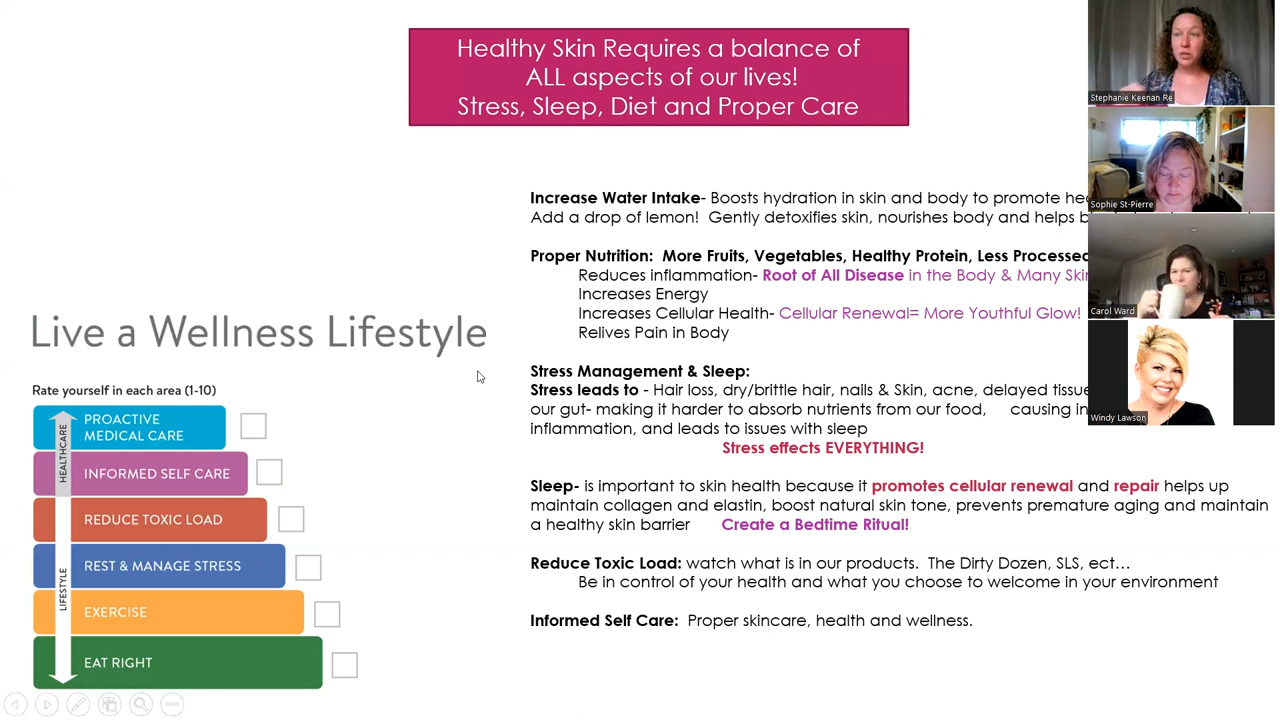 Healthy Skin Requires a balance of
ALL aspects of our lives!
Stress, Sleep, Diet and Proper Care
Stephanie Keenan Re
Sophie St-Pierre
Carol Ward
Windy Lawson
Live a Wellness Lifestyle
Rate yourself in each area (1-10)
HEALTHCARE
LIFESTYLE
PROACTIVE
MEDICAL CARE
INFORMED SELF CARE
REDUCE TOXIC LOAD
REST & MANAGE STRESS
EXERCISE
EAT RIGHT
Increase Water Intake- Boosts hydration in skin and body to promote
Add a drop of lemon! Gently detoxifies skin, nourishes body and helps
Proper Nutrition: More Fruits, Vegetables, Healthy Protein, Less Processed
Reduces inflammation- Root of All Disease in the Body & Many
Increases Energy
Increases Cellular Health- Cellular Renewal= More Youthful Glow!
Relives Pain in Body
Stress Management & Sleep:
Stress leads to - Hair loss, dry/brittle hair, nails & Skin, acne, delayed tissue
our gut- making it harder to absorb nutrients from our food, causing
inflammation, and leads to issues with sleep
Stress effects EVERYTHING!
Sleep- is important to skin health because it promotes cellular renewal and repair helps up
maintain collagen and elastin, boost natural skin tone, prevents premature aging and maintain
a healthy skin barrier Create a Bedtime Ritual!
Reduce Toxic Load: watch what is in our products. The Dirty Dozen, SLS, ect...
Be in control of your health and what you choose to welcome in your environment
Informed Self Care: Proper skincare, health and wellness.